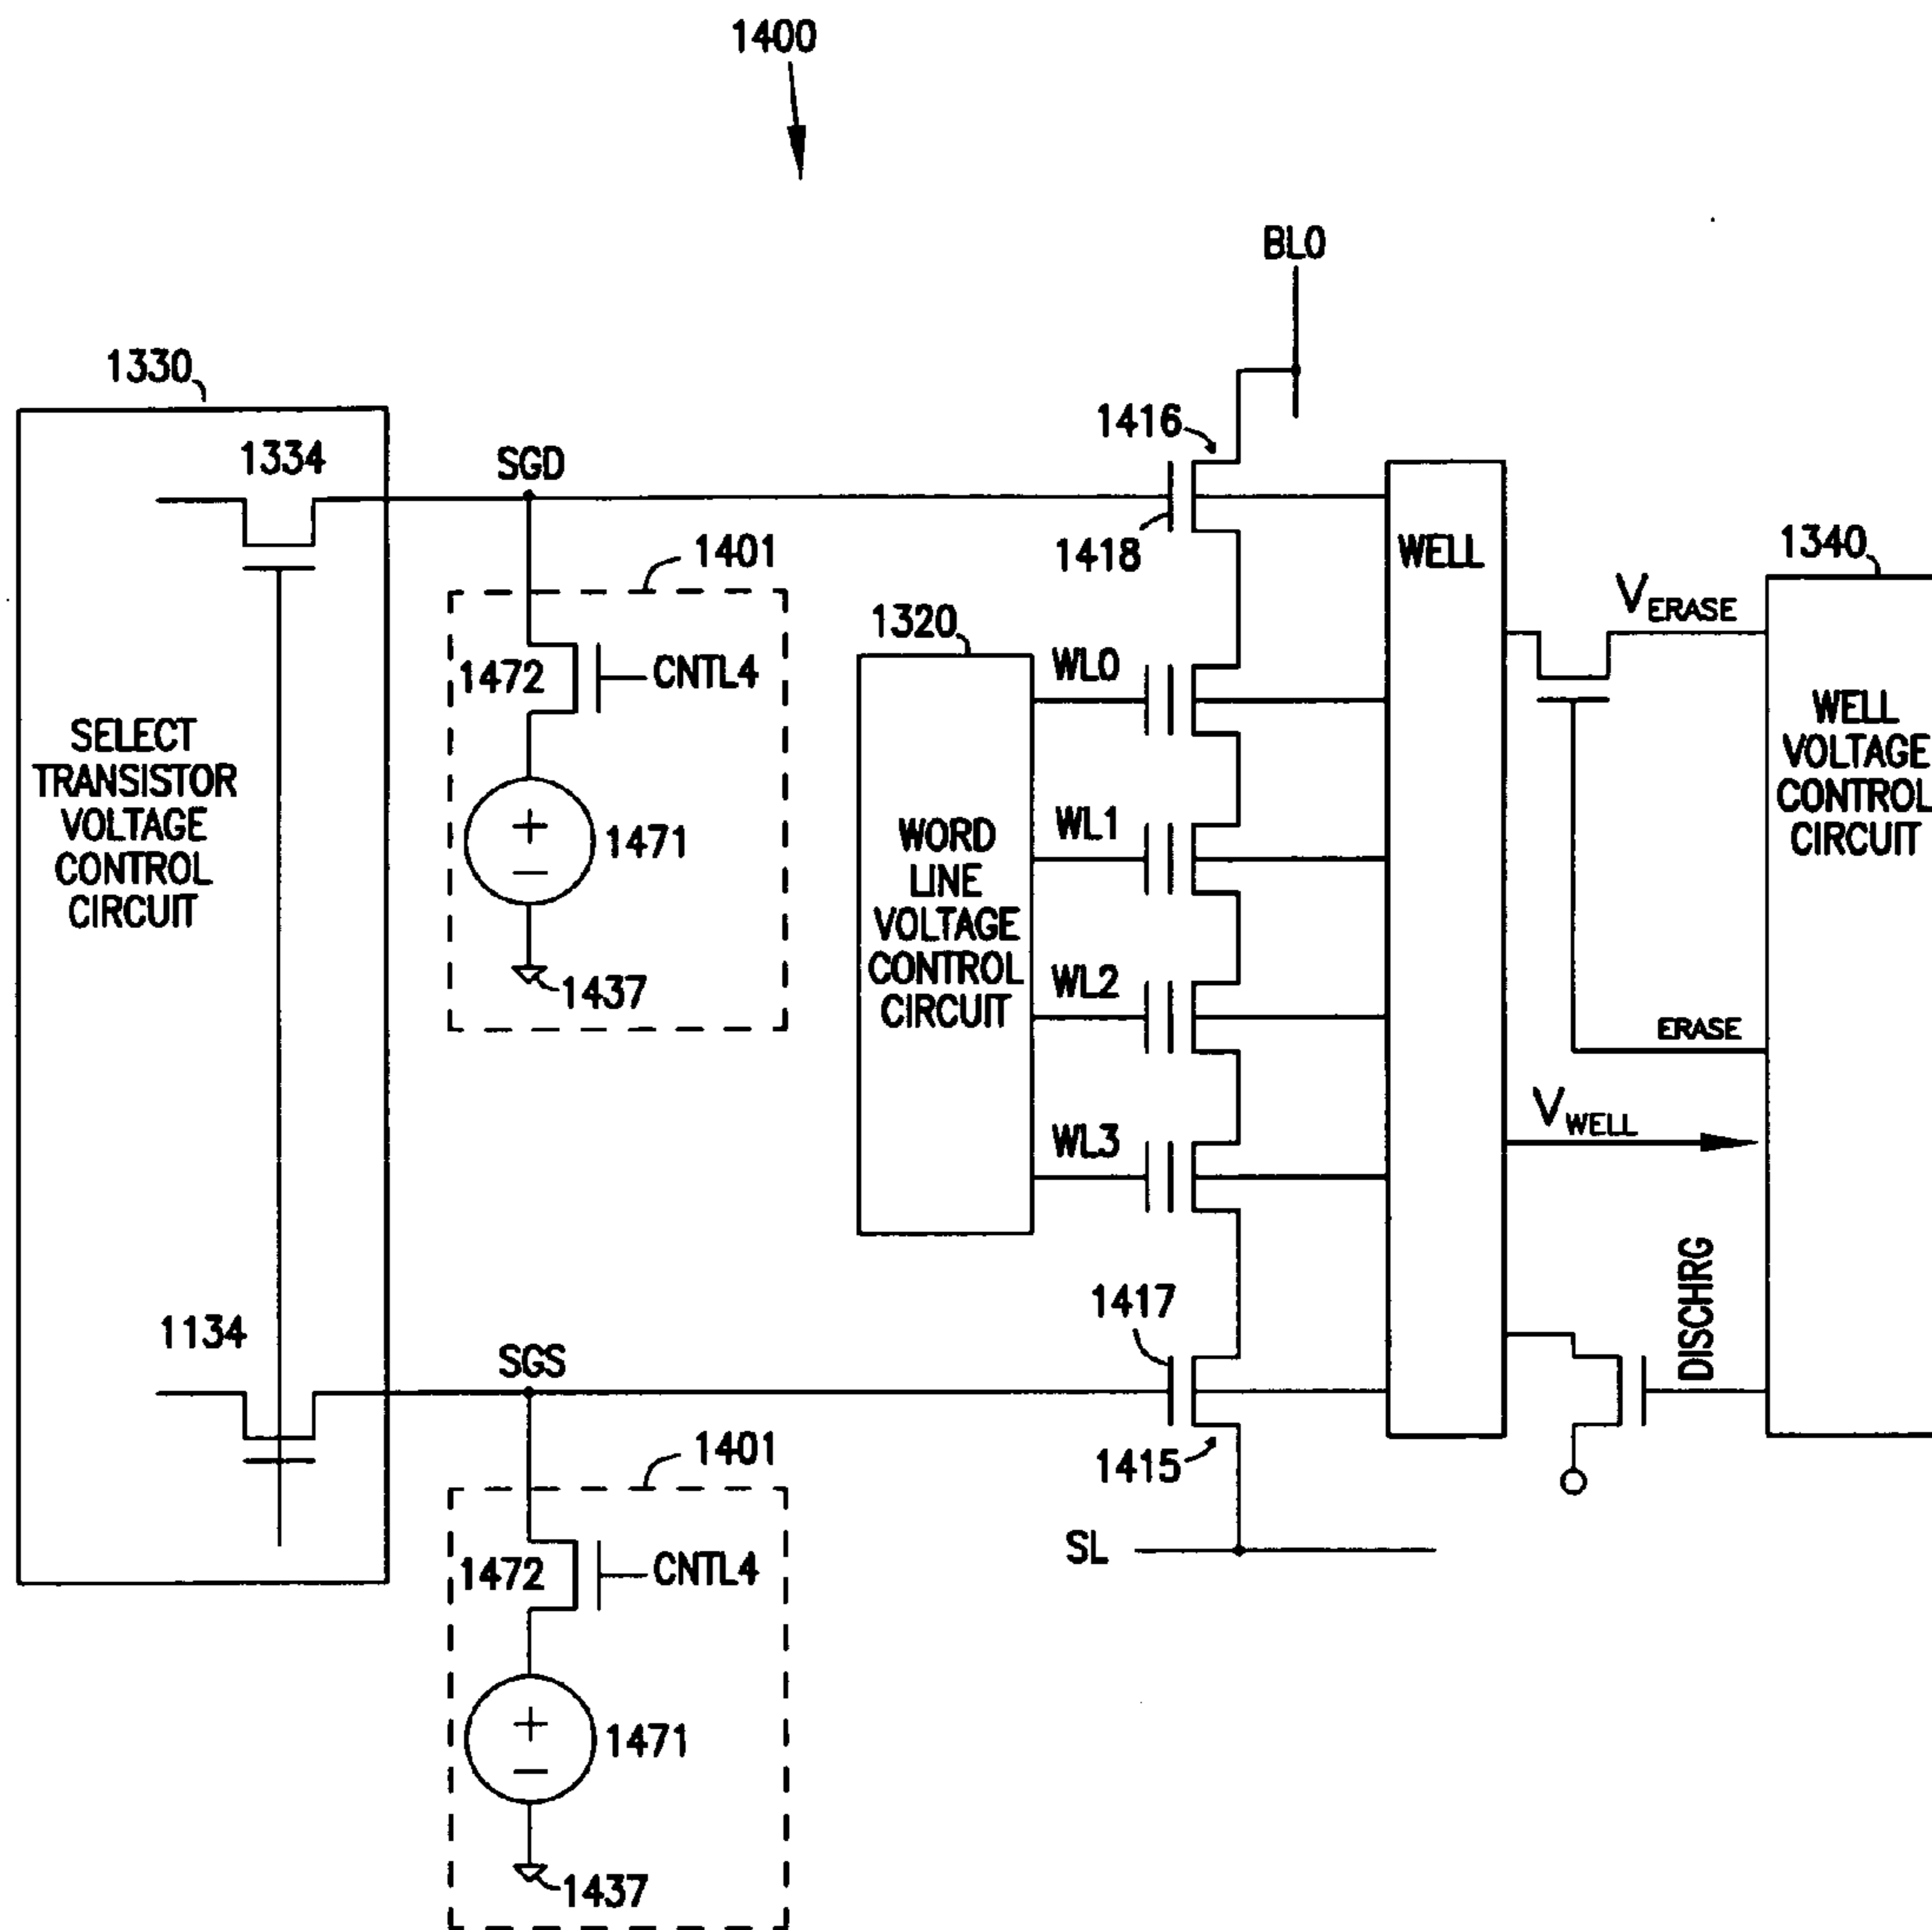 1400
BL0
1330
1416
1334
SGD
1418
1401
WELL
1340
VERASE
1320
WL0
1472
CNTL4
SELECT
TRANSISTOR
VOLTAGE
CONTROL
CIRCUIT
WELL
VOLTAGE
CONTROL
CIRCUIT
WL1
1471
+
−
WORD
LINE
VOLTAGE
CONTROL
CIRCUIT
WL2
1437
ERASE
VWELL
WL3
DISCHRG
1417
1134
SGS
1401
1415
SL
1472
CNTL4
1471
+
−
1437